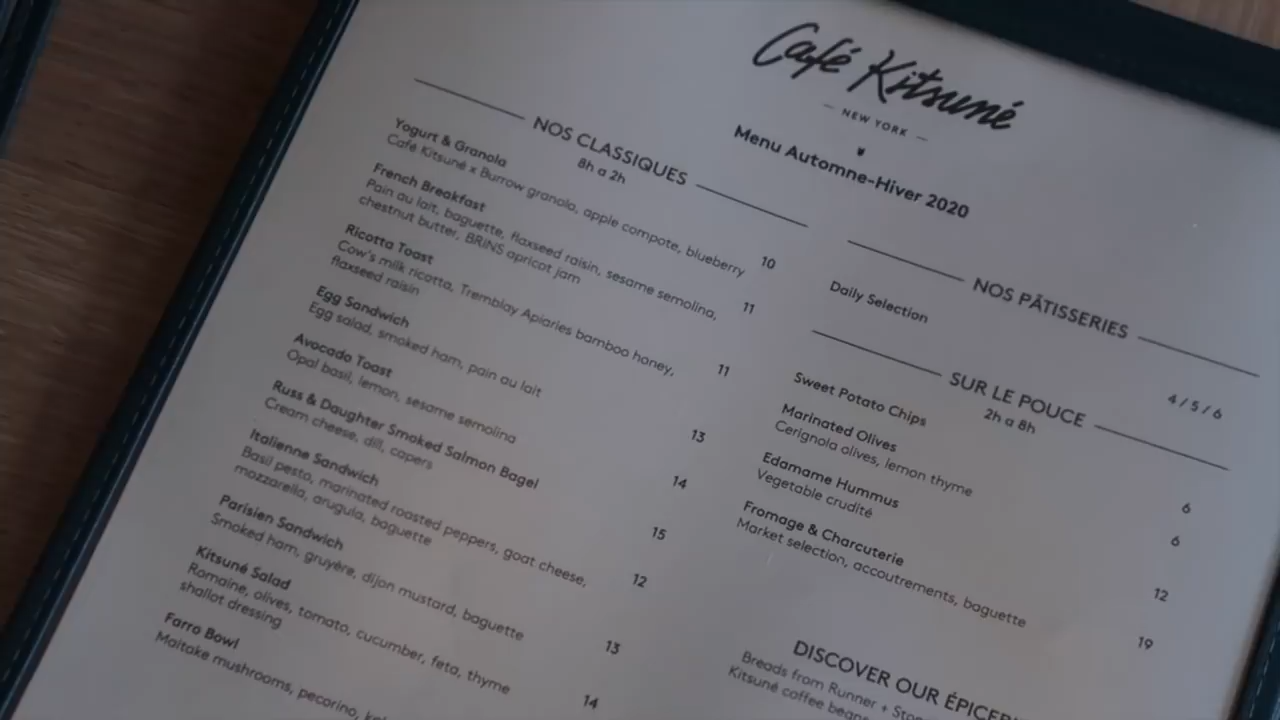 Café Kitsuné
NEW YORK
Menu Automne-Hiver 2020
NOS CLASSIQUES
8h a 2h
Yogurt & Granola
Café Kitsuné x Burrow granola, apple compote, blueberry
10
French Breakfast
Pain au lait, baguette, flaxseed raisin, sesame semolina,
chestnut butter, BRiNS apricot jam
11
Ricotta Toast
Cow's milk ricotta, Tremblay Apiaries bamboo honey,
flaxseed raisin
11
Egg Sandwich
Egg salad, smoked ham, pain au lait
13
Avocado Toast
Opal basil, lemon, sesame semolina
14
Russ & Daughter Smoked Salmon Bagel
Cream cheese, dill, capers
15
Italienne Sandwich
Basil pesto, marinated roasted peppers, goat cheese,
mozzarella, arugula, baguette
12
Parisien Sandwich
Smoked ham, gruyère, dijon mustard, baguette
13
Kitsuné Salad
Romaine, olives, tomato, cucumber, feta, thyme
shallot dressing
14
Farro Bowl
Maitake mushrooms, pecorino,
NOS PÂTISSERIES
Daily Selection
4 / 5 / 6
SUR LE POUCE
2h a 8h
Sweet Potato Chips
6
Marinated Olives
Cerignola olives, lemon thyme
6
Edamame Hummus
Vegetable crudité
12
Fromage & Charcuterie
Market selection, accoutrements, baguette
19
DISCOVER OUR
Breads from Runner +
Kitsuné coffee beans